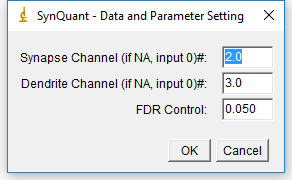 SynQuant - Data and Parameter Setting
Synapse Channel (if NA, input 0)#: 2.0
Dendrite Channel (if NA, input 0)#: 3.0
FDR Control: 0.050
OK Cancel